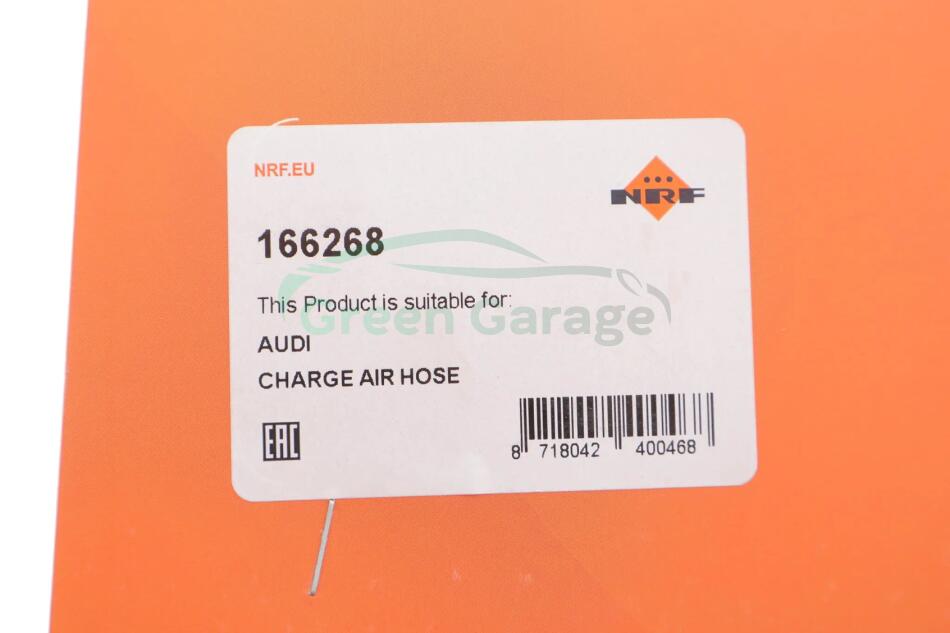 NRF.EU
NRF
166268
This Product is suitable for:
Green Garage
AUDI
CHARGE AIR HOSE
EAC
8 718042 400468